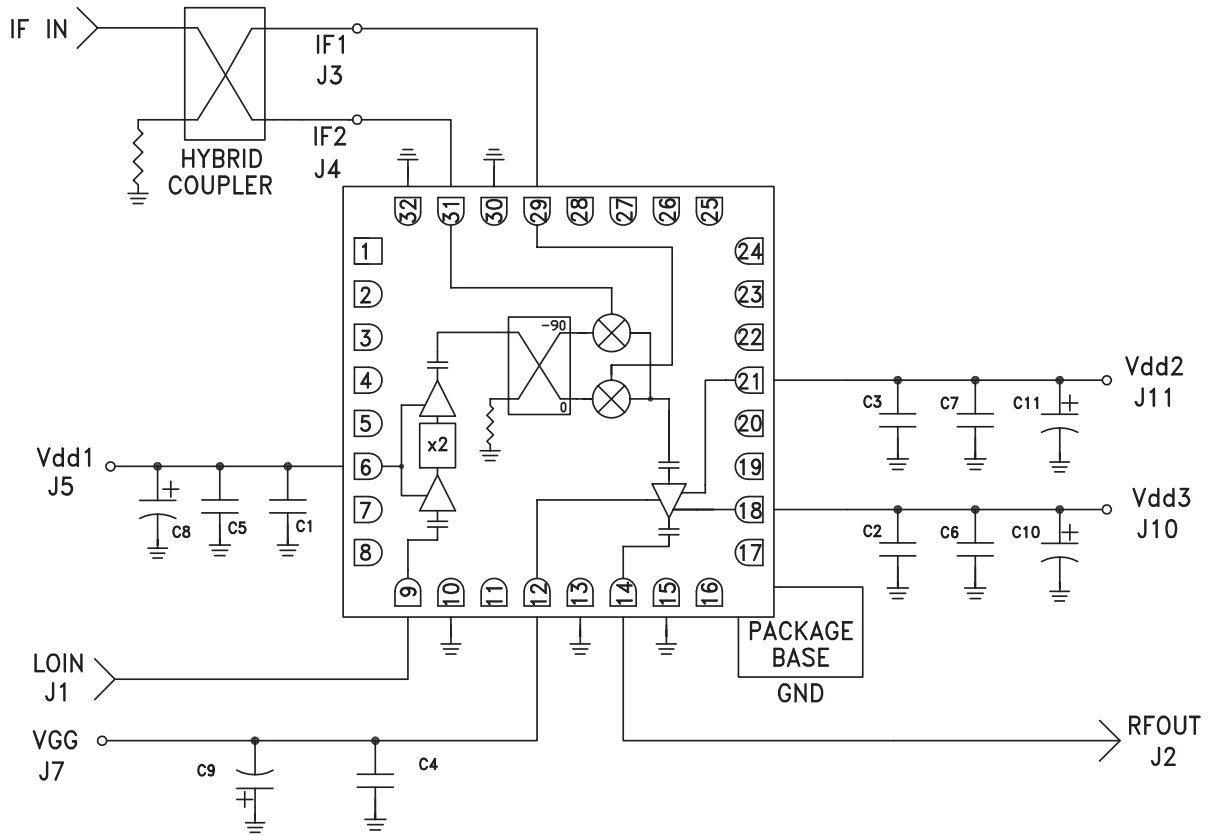 IF IN
IF1
J3
IF2
J4
HYBRID
COUPLER
32
31
30
29
28
27
26
25
1
2
3
4
5
6
7
8
24
23
22
21
20
19
18
17
-90
0
x2
Vdd1
J5
C8
C5
C1
Vdd2
J11
C3
C7
C11
+
Vdd3
J10
C2
C6
C10
+
+
9
10
11
12
13
14
15
16
PACKAGE
BASE
GND
LOIN
J1
VGG
J7
C9
+
C4
RFOUT
J2